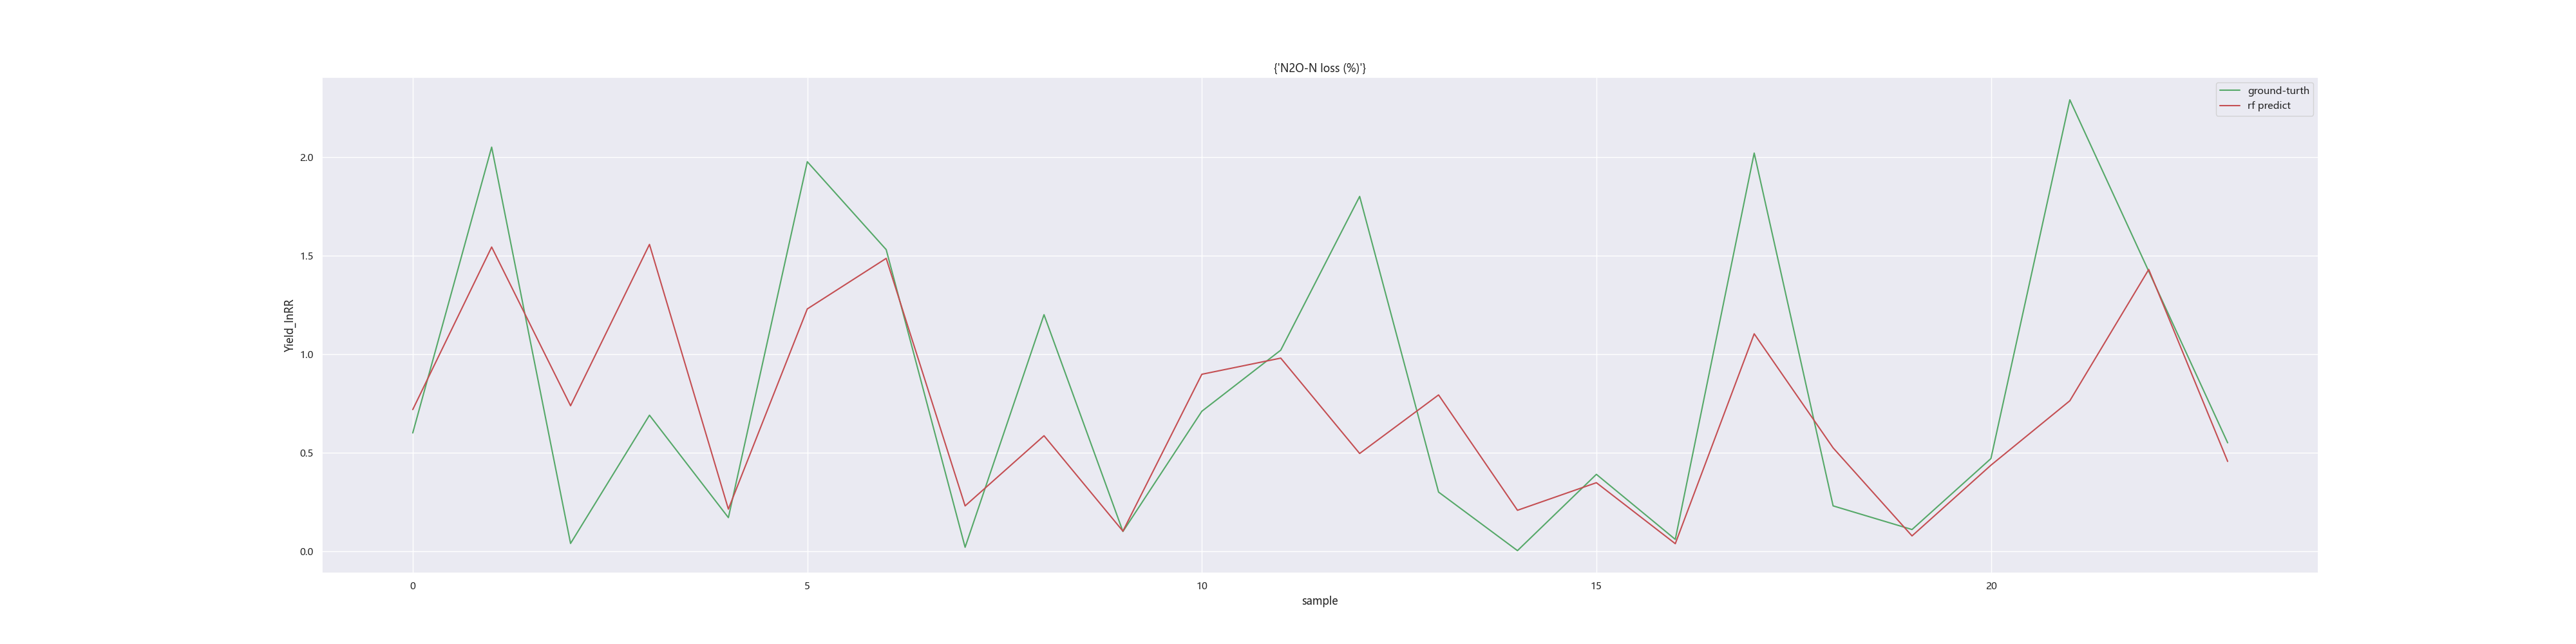 {'N2O-N loss (%)'}
ground-turth
rf predict
2.0
1.5
1.0
0.5
0.0
Yield_lnRR
0 5 10 15 20
sample